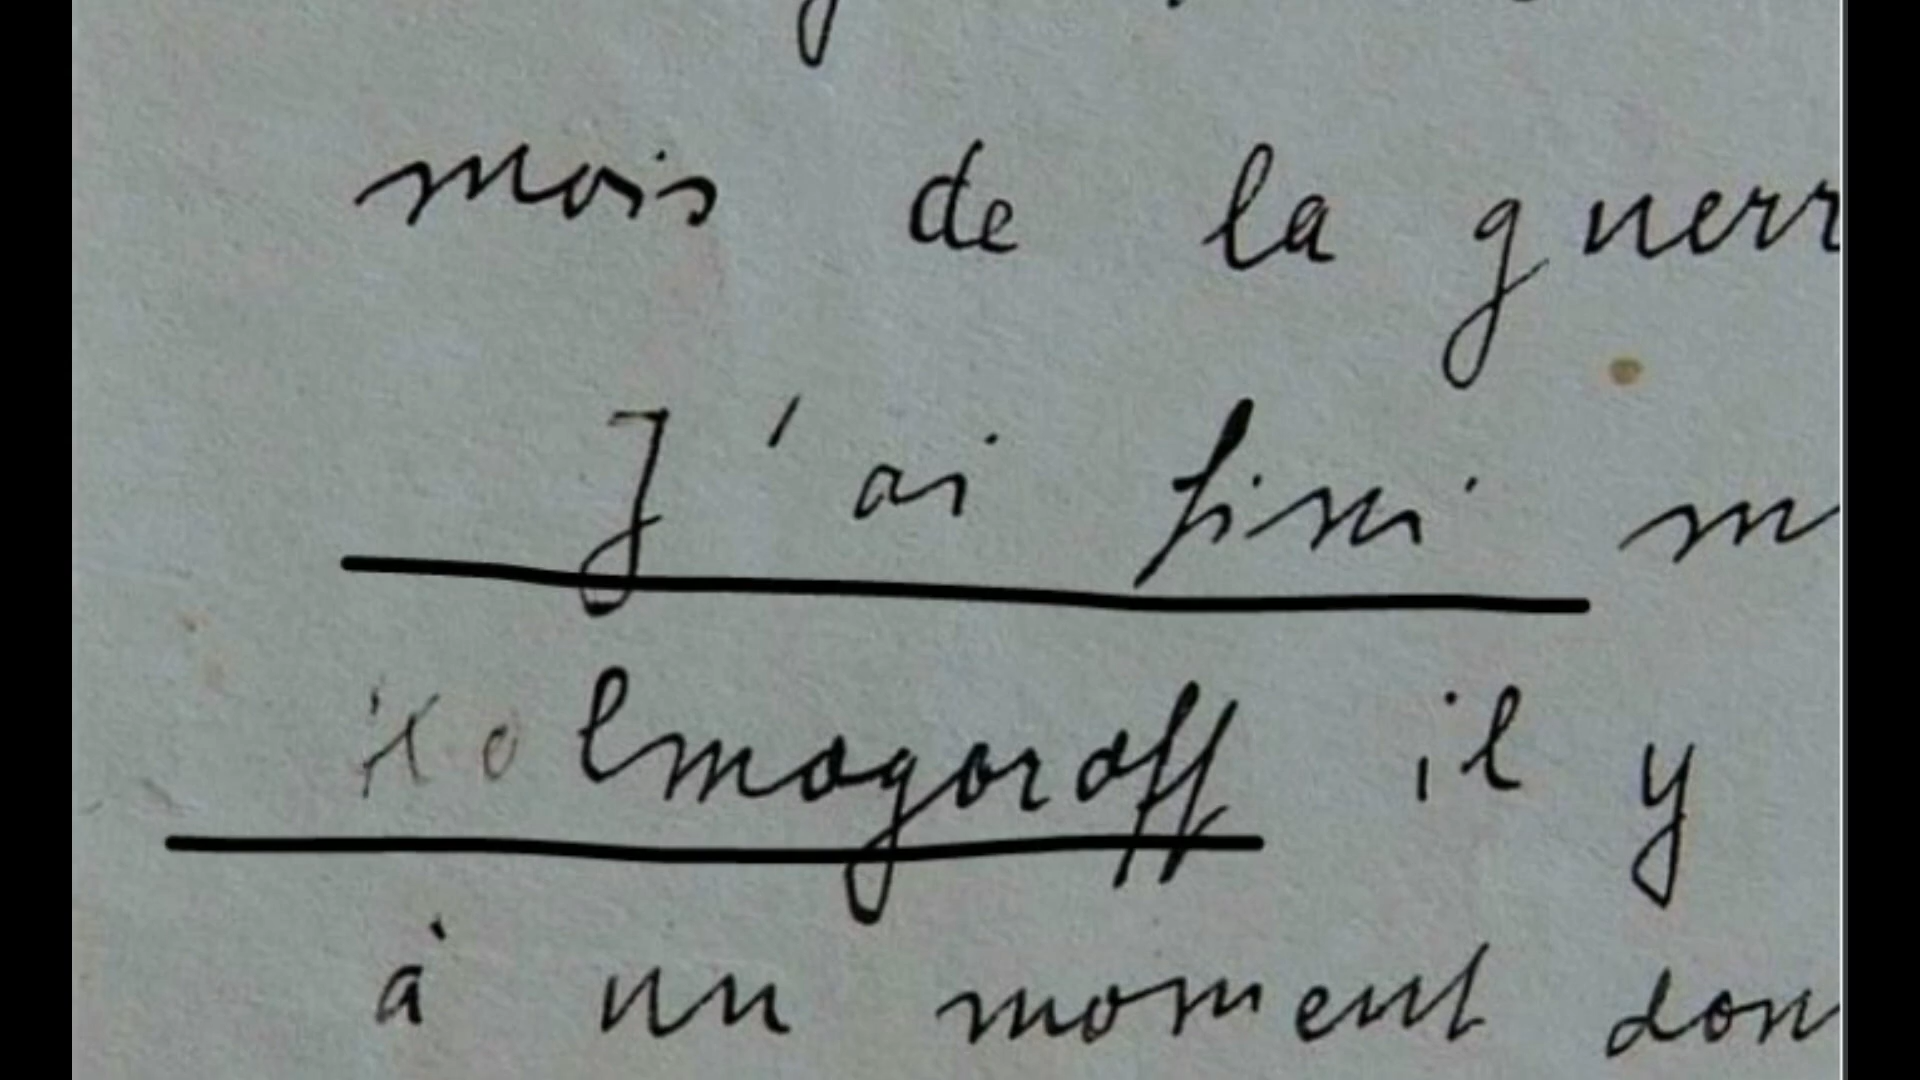 mois de la guerr
J'ai fini m
Kolmogoroff il y
à un moment don